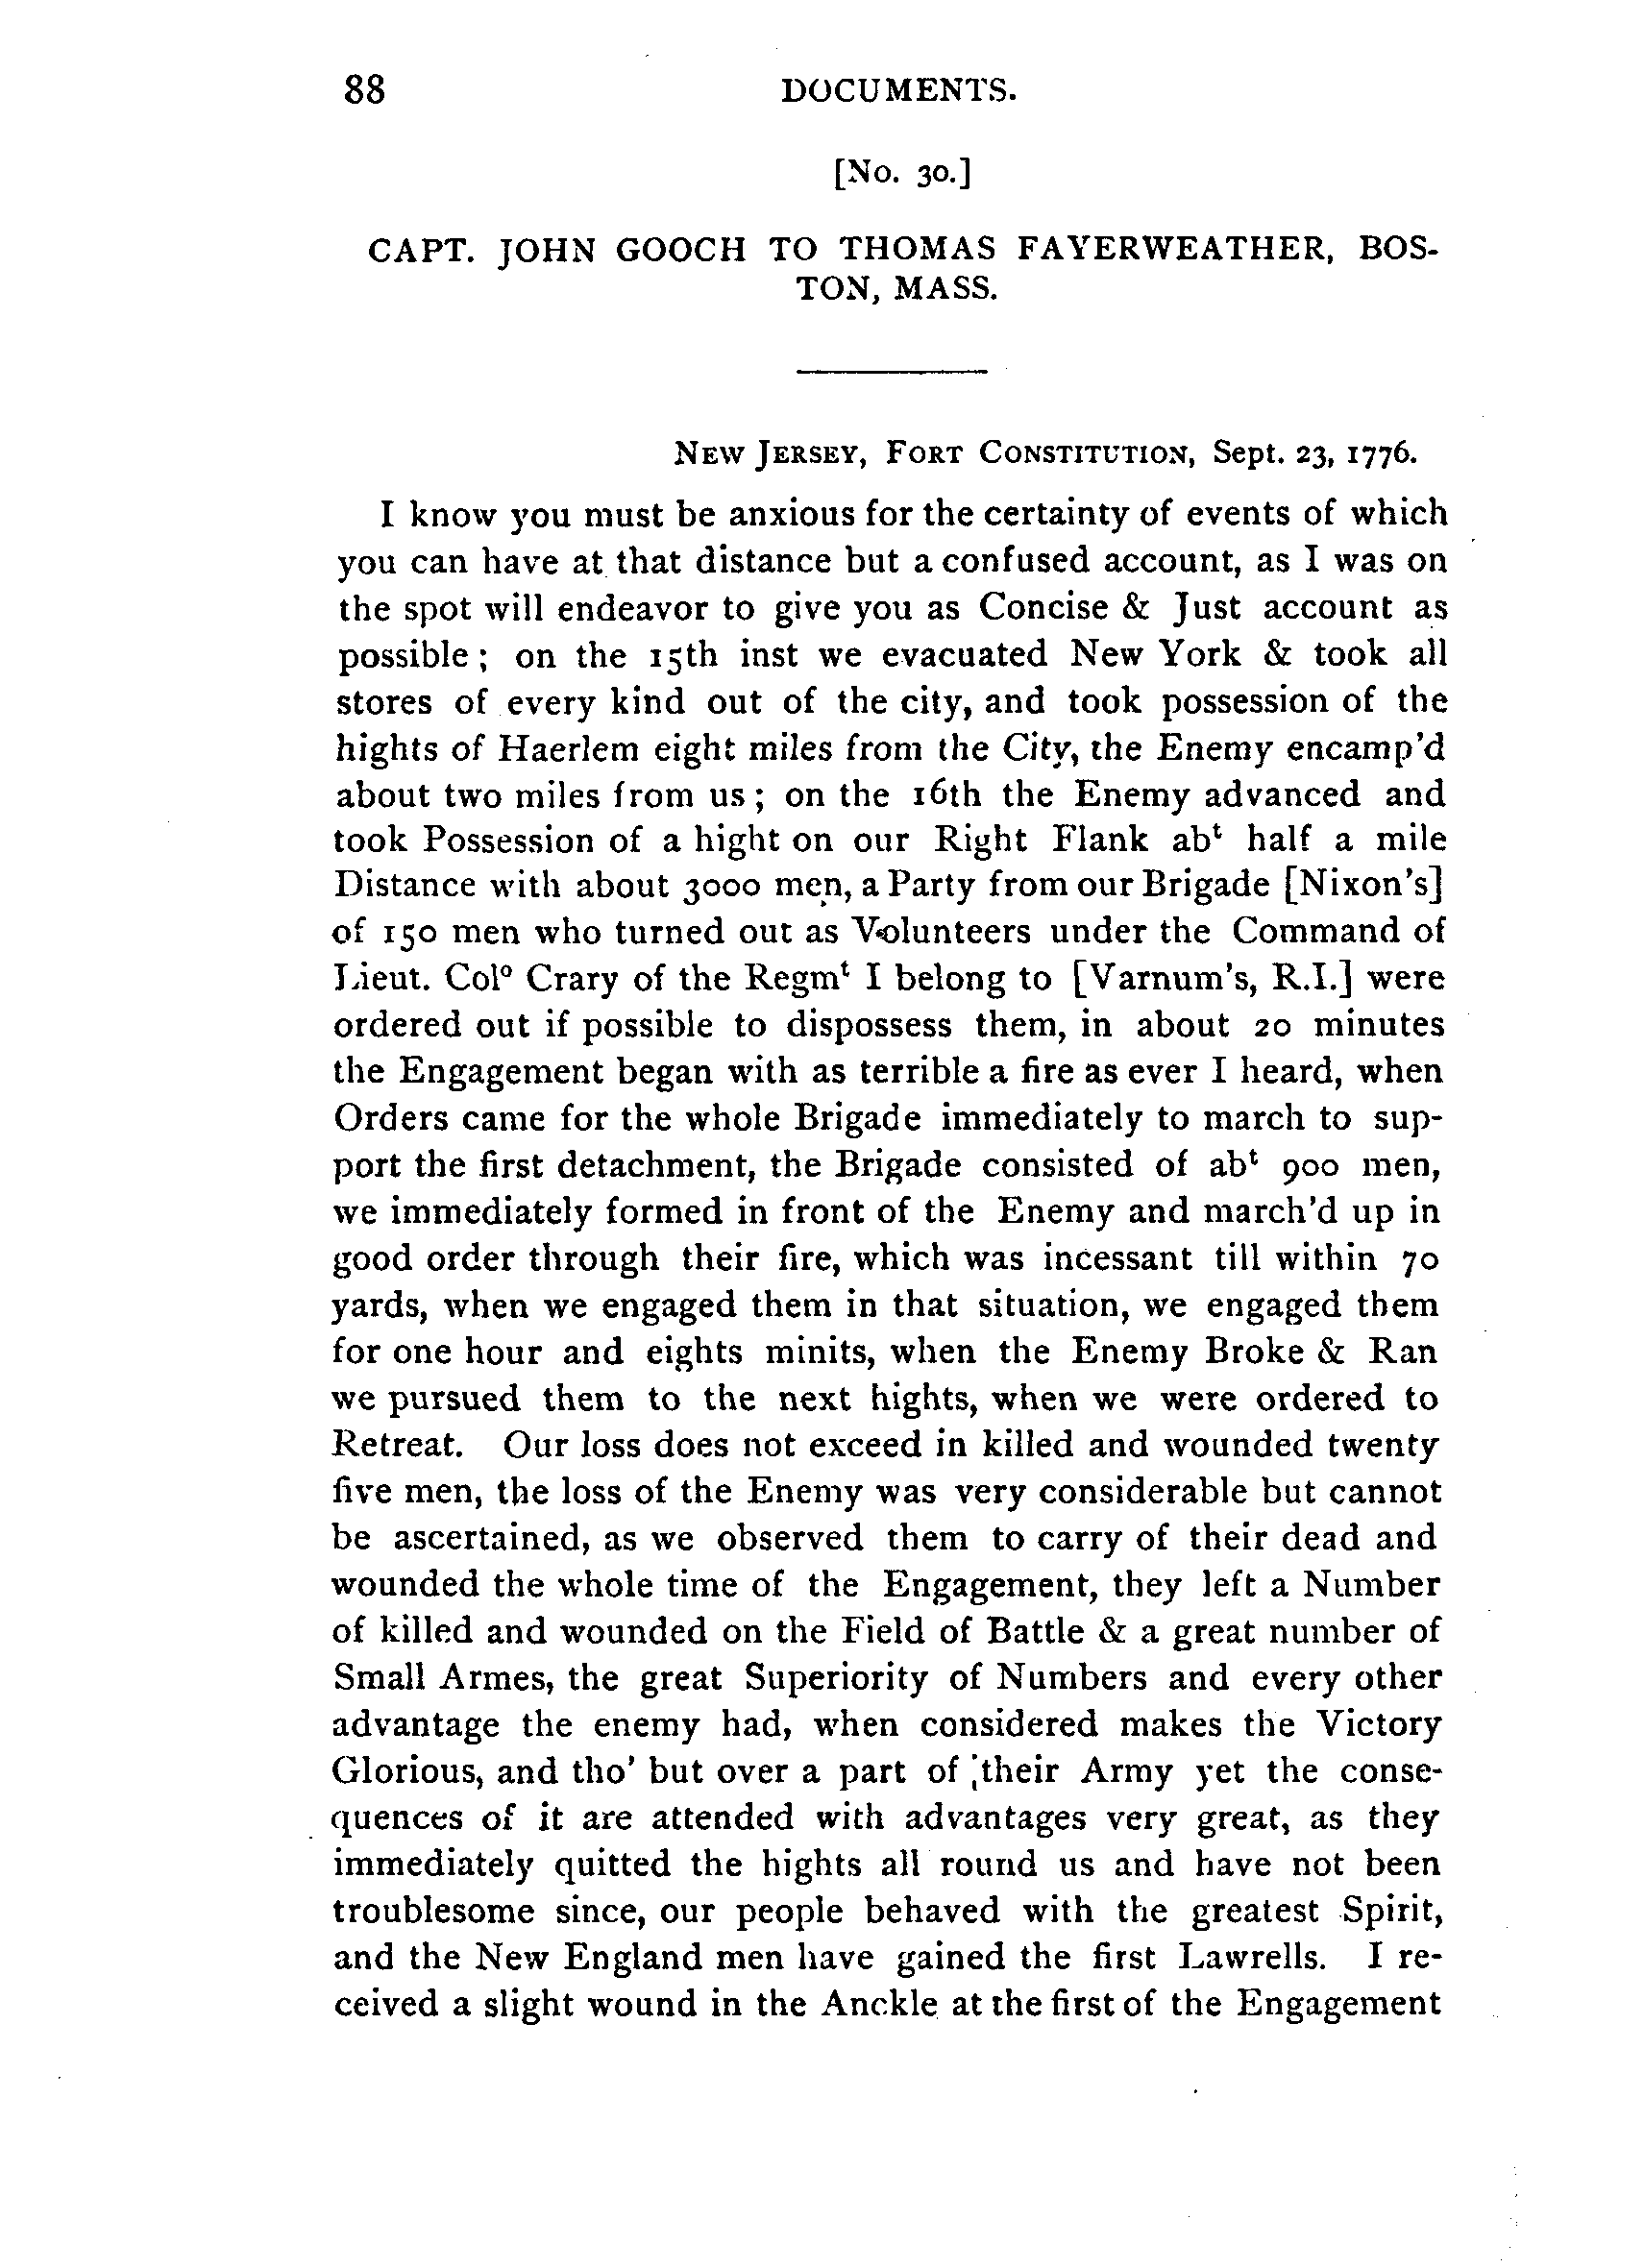 88 DOCUMENTS.
[No. 30.]
CAPT. JOHN GOOCH TO THOMAS FAYERWEATHER, BOS-
TON, MASS.
NEW JERSEY, FORT CONSTITUTION, Sept. 23, 1776.
I know you must be anxious for the certainty of events of which
you can have at that distance but a confused account, as I was on
the spot will endeavor to give you as Concise & Just account as
possible; on the 15th inst we evacuated New York & took all
stores of every kind out of the city, and took possession of the
hights of Haerlem eight miles from the City, the Enemy encamp'd
about two miles from us; on the 16th the Enemy advanced and
took Possession of a hight on our Right Flank abᵗ half a mile
Distance with about 3000 men, a Party from our Brigade [Nixon's]
of 150 men who turned out as Volunteers under the Command of
Lieut. Colº Crary of the Regmᵗ I belong to [Varnum's, R.I.] were
ordered out if possible to dispossess them, in about 20 minutes
the Engagement began with as terrible a fire as ever I heard, when
Orders came for the whole Brigade immediately to march to sup-
port the first detachment, the Brigade consisted of abᵗ 900 men,
we immediately formed in front of the Enemy and march'd up in
good order through their fire, which was incessant till within 70
yards, when we engaged them in that situation, we engaged them
for one hour and eights minits, when the Enemy Broke & Ran
we pursued them to the next hights, when we were ordered to
Retreat. Our loss does not exceed in killed and wounded twenty
five men, the loss of the Enemy was very considerable but cannot
be ascertained, as we observed them to carry of their dead and
wounded the whole time of the Engagement, they left a Number
of killed and wounded on the Field of Battle & a great number of
Small Armes, the great Superiority of Numbers and every other
advantage the enemy had, when considered makes the Victory
Glorious, and tho' but over a part of their Army yet the conse-
quences of it are attended with advantages very great, as they
immediately quitted the hights all round us and have not been
troublesome since, our people behaved with the greatest Spirit,
and the New England men have gained the first Lawrells. I re-
ceived a slight wound in the Anckle at the first of the Engagement